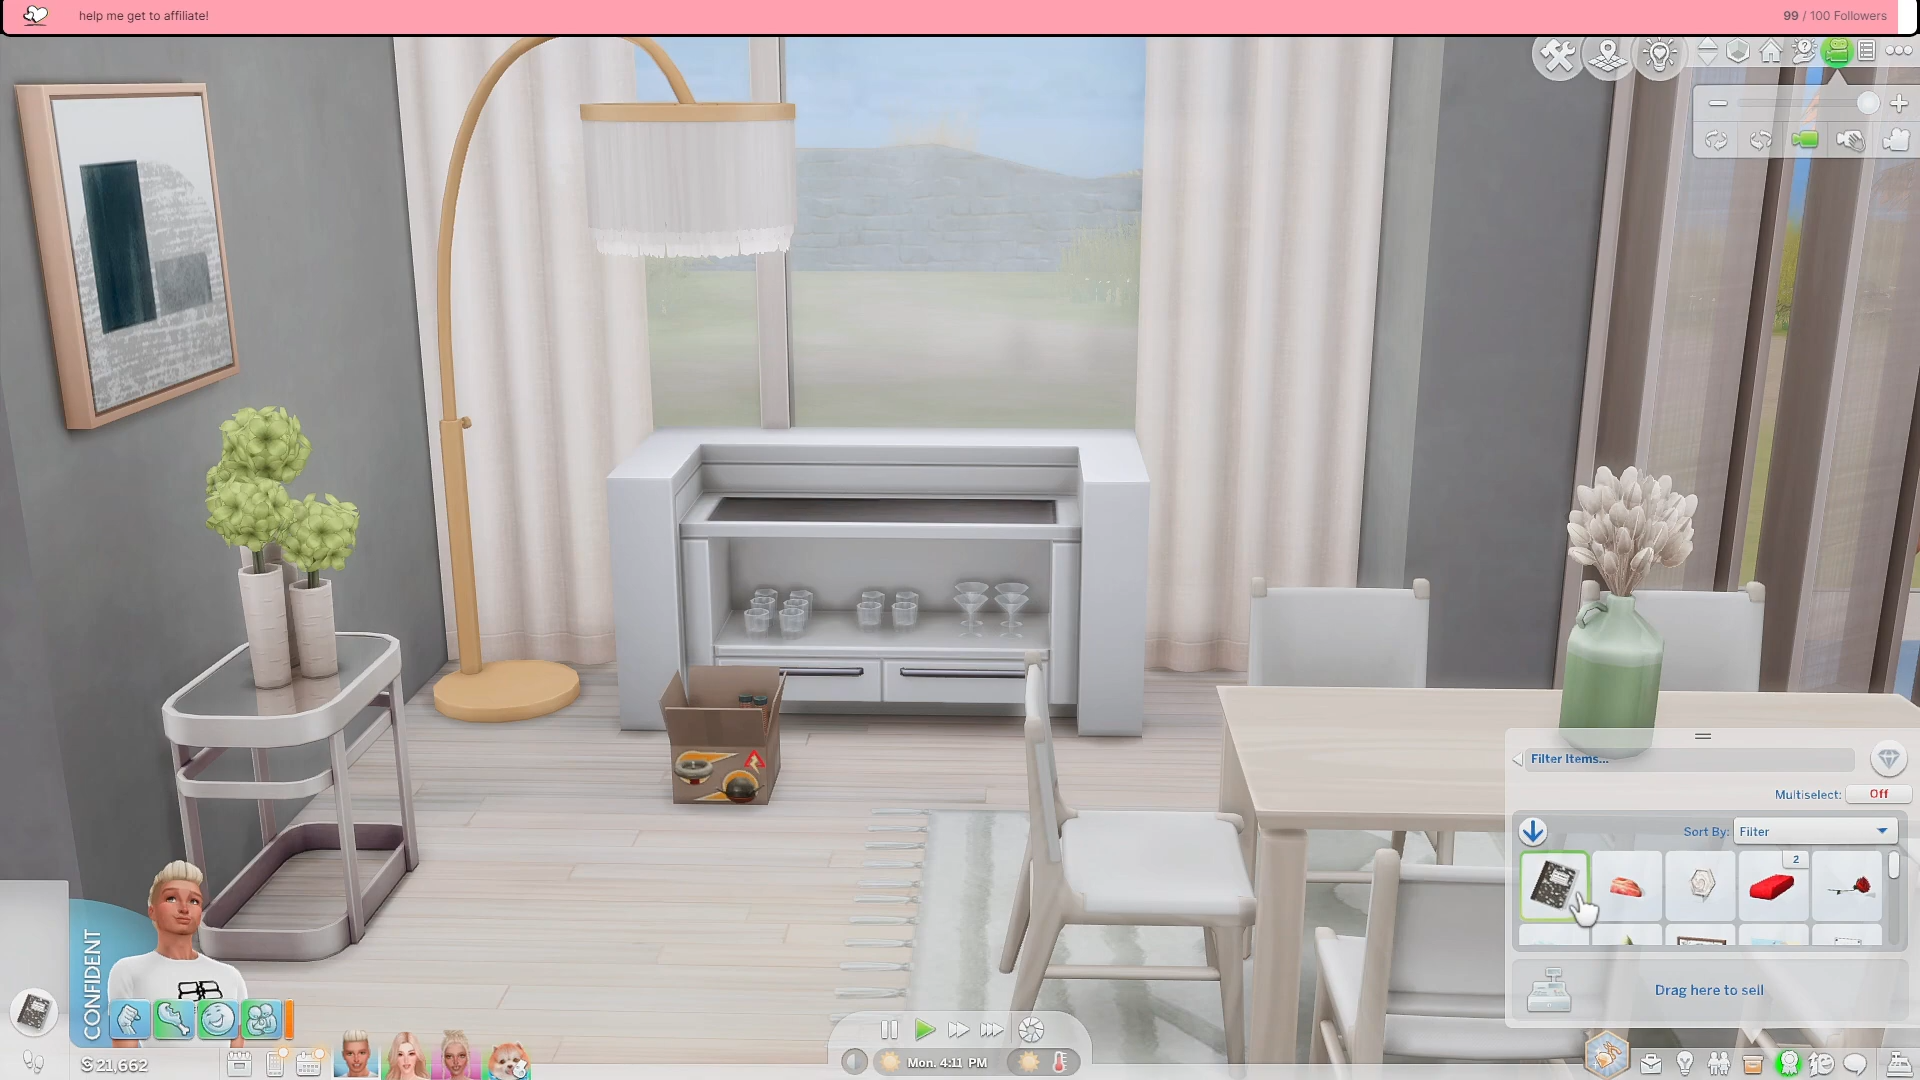 help me get to affiliate!
99 / 100 Followers
Filter Items...
Multiselect: Off
Sort By: Filter
2
Drag here to sell
CONFIDENT
§21,662
Mon. 4:11 PM